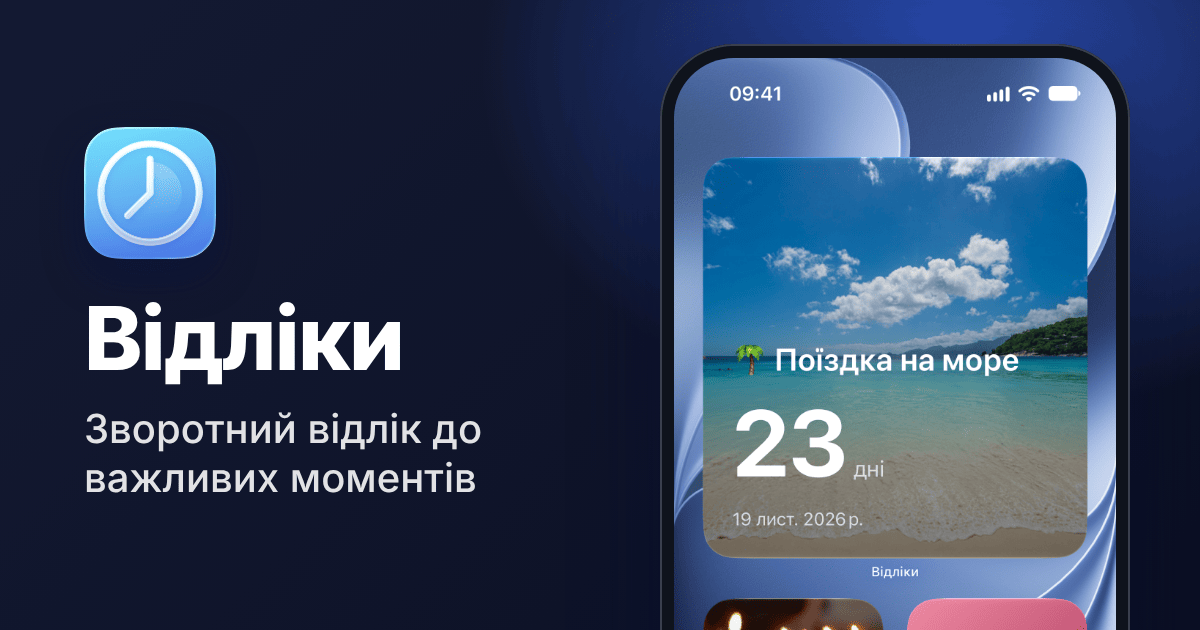 Відліки
Зворотний відлік до
важливих моментів
09:41
Поїздка на море
23 дні
19 лист. 2026 р.
Відліки